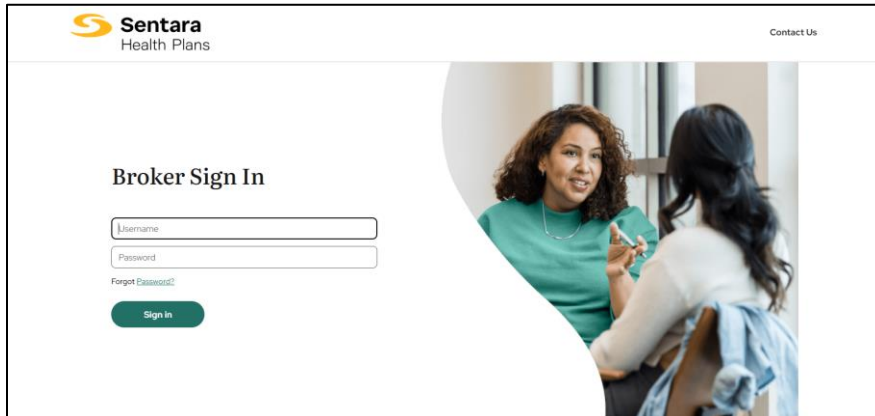 Sentara
Health Plans
Contact Us
Broker Sign In
Username
Password
Forgot Password?
Sign in